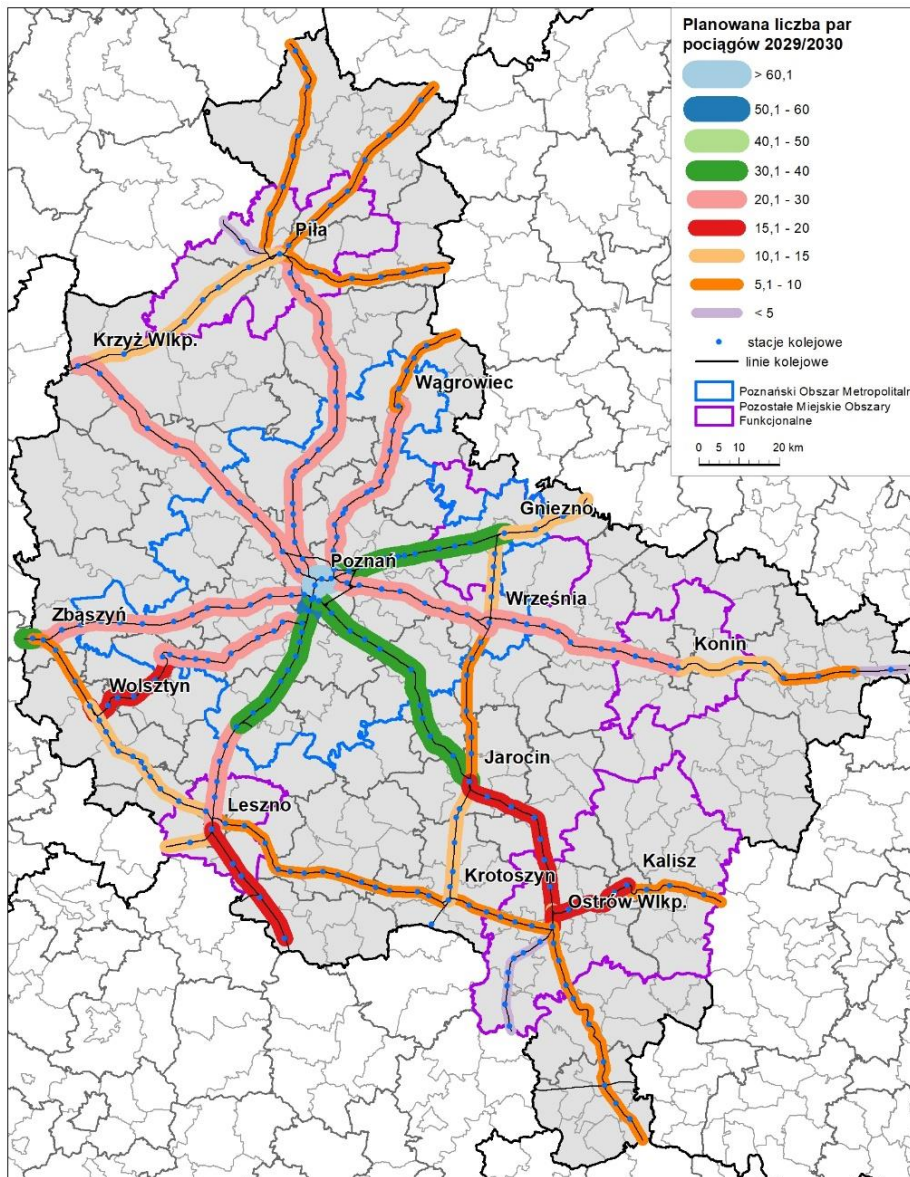 Planowana liczba par
pociągów 2029/2030
> 60,1
50,1 - 60
40,1 - 50
30,1 - 40
20,1 - 30
15,1 - 20
10,1 - 15
5,1 - 10
< 5
stacje kolejowe
linie kolejowe
Poznański Obszar Metropolitalr
Pozostałe Miejskie Obszary
Funkcjonalne
0 10 20 km
Piła
Krzyż Wlkp.
Wągrowiec
Gniezno
Poznań
Września
Zbąszyń
Konin
Wolsztyn
Jarocin
Leszno
Kalisz
Krotoszyn
Ostrów Wlkp.